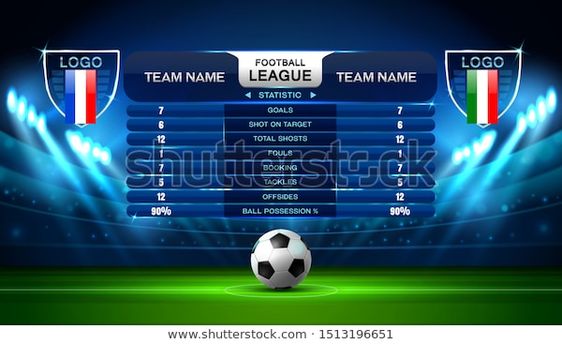 LOGO
FOOTBALL
LEAGUE
LOGO
TEAM NAME
TEAM NAME
STATISTIC
7 GOALS 7
6 SHOT ON TARGET 6
12 TOTAL SHOSTS 12
1 FOULS 1
7 BOOKING 7
5 TACKLES 5
12 OFFSIDES 12
90% BALL POSSESSION % 90%
shutterstock
www.shutterstock.com · 1513196651